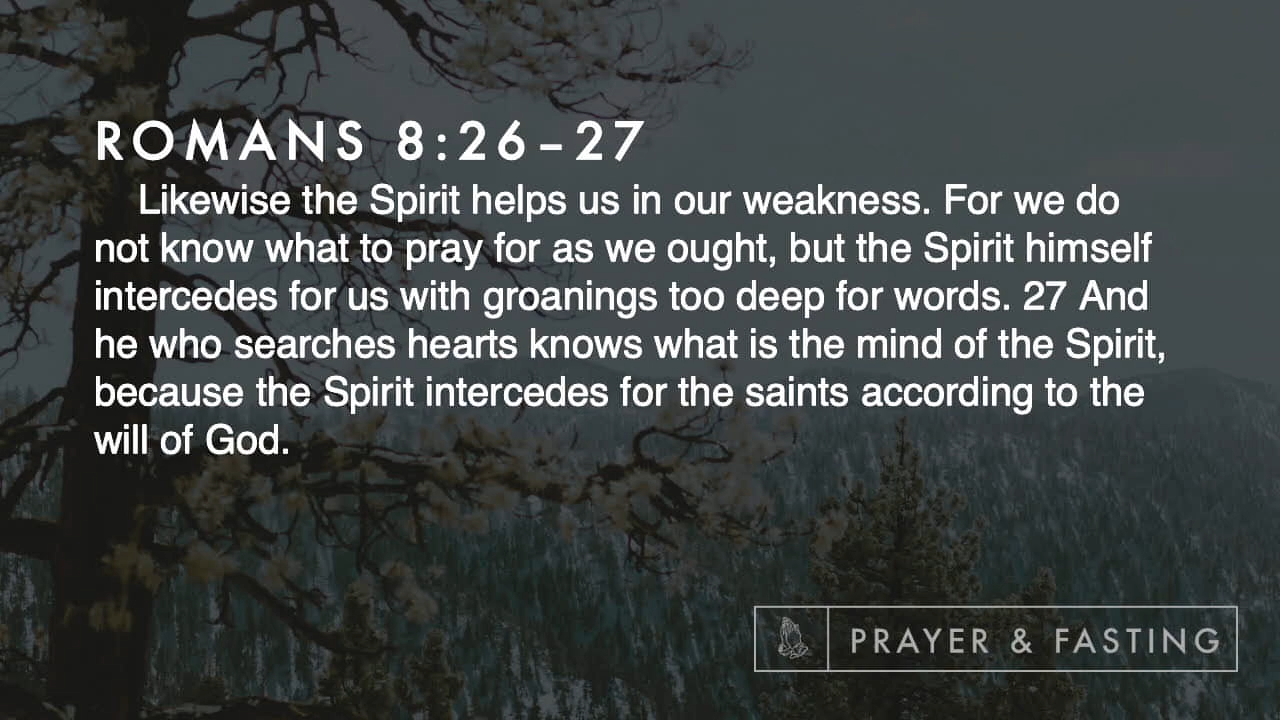 ROMANS 8:26–27
Likewise the Spirit helps us in our weakness. For we do
not know what to pray for as we ought, but the Spirit himself
intercedes for us with groanings too deep for words. 27 And
he who searches hearts knows what is the mind of the Spirit,
because the Spirit intercedes for the saints according to the
will of God.
PRAYER & FASTING